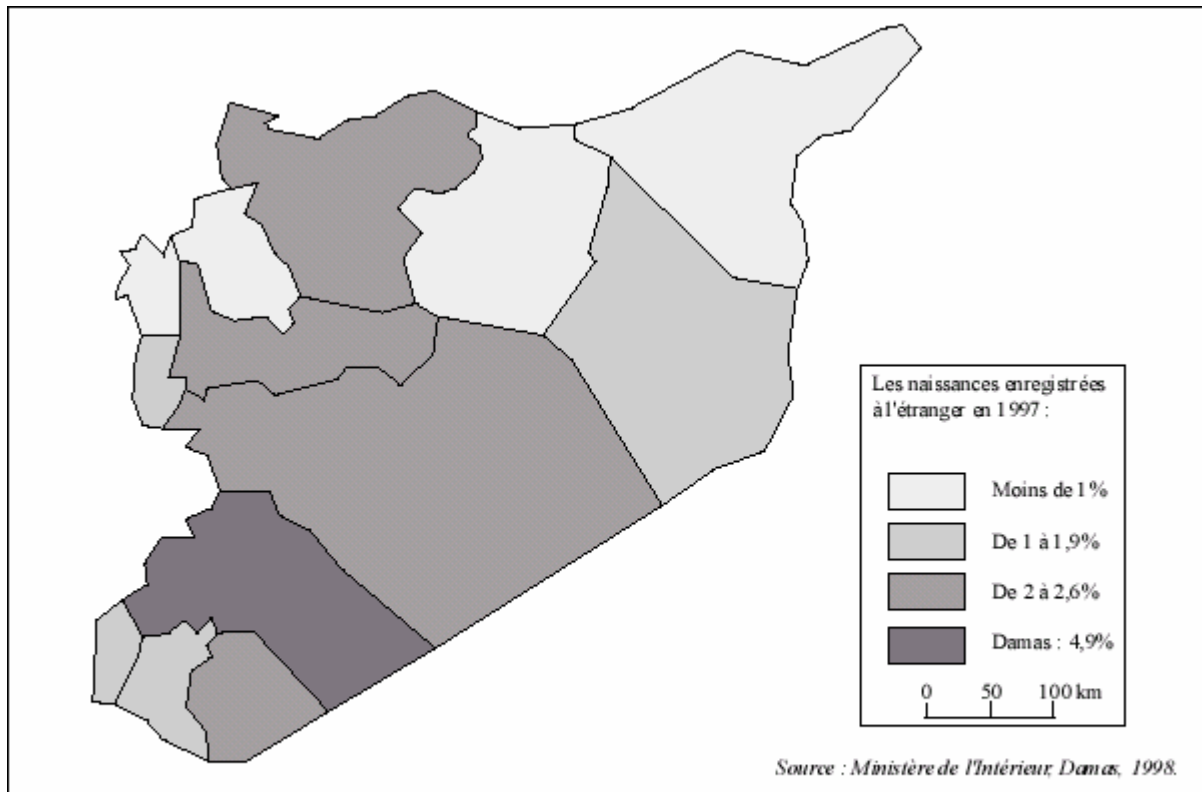 Les naissances enregistrées
à l'étranger en 1997 :
Moins de 1%
De 1 à 1,9%
De 2 à 2,6%
Damas : 4,9%
0 50 100 km
Source : Ministère de l'Intérieur, Damas, 1998.